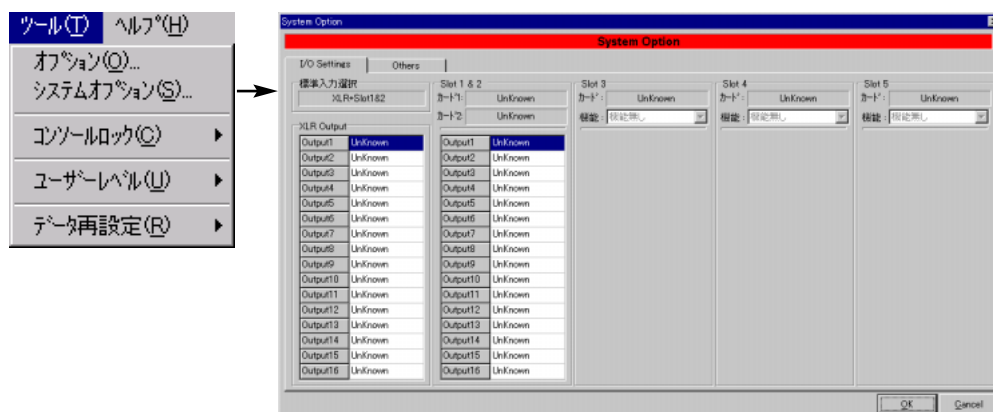 ツール(T) ヘルプ(H)
オプション(O)...
システムオプション(S)...
コンソールロック(C)
ユーザーレベル(U)
データ再設定(R)
System Option
System Option
I/O Settings
Others
標準入力選択
XLR+Slot1&2
XLR Output
Output1 UnKnown
Output2 UnKnown
Output3 UnKnown
Output4 UnKnown
Output5 UnKnown
Output6 UnKnown
Output7 UnKnown
Output8 UnKnown
Output9 UnKnown
Output10 UnKnown
Output11 UnKnown
Output12 UnKnown
Output13 UnKnown
Output14 UnKnown
Output15 UnKnown
Output16 UnKnown
Slot 1 & 2
カード1: UnKnown
カード2: UnKnown
Output1 UnKnown
Output2 UnKnown
Output3 UnKnown
Output4 UnKnown
Output5 UnKnown
Output6 UnKnown
Output7 UnKnown
Output8 UnKnown
Output9 UnKnown
Output10 UnKnown
Output11 UnKnown
Output12 UnKnown
Output13 UnKnown
Output14 UnKnown
Output15 UnKnown
Output16 UnKnown
Slot 3
カード: UnKnown
機能: 機能無し
Slot 4
カード: UnKnown
機能: 機能無し
Slot 5
カード: UnKnown
機能: 機能無し
OK
Cancel